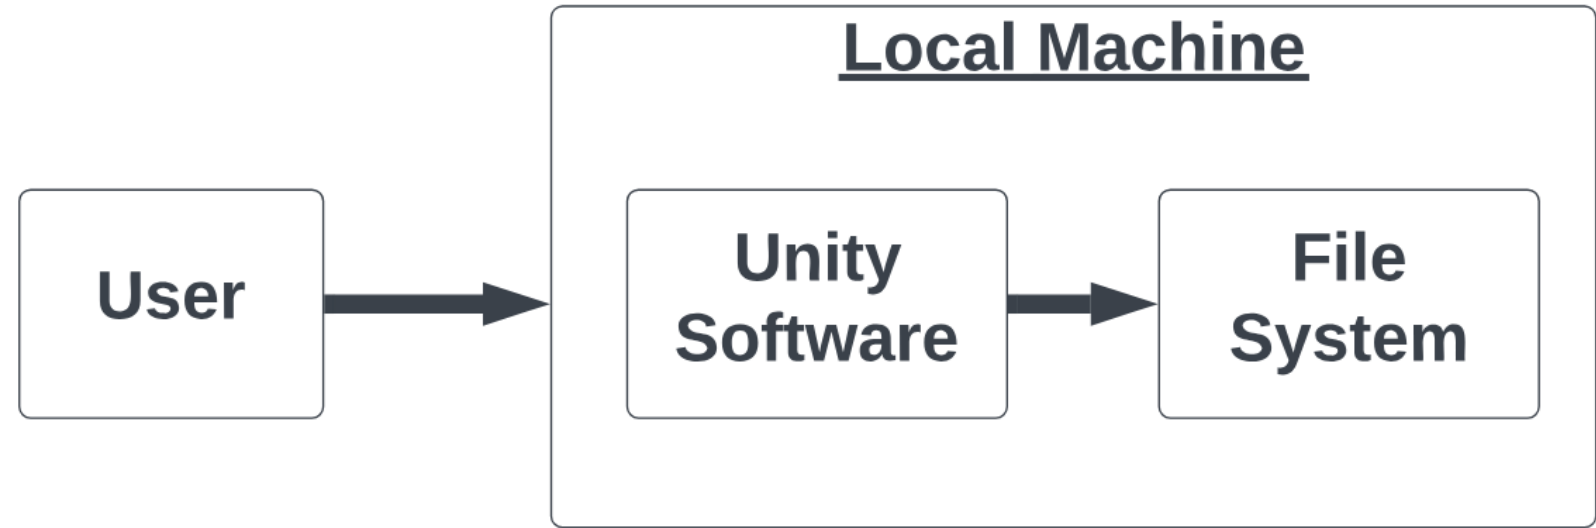 Local Machine
User
Unity
Software
File
System